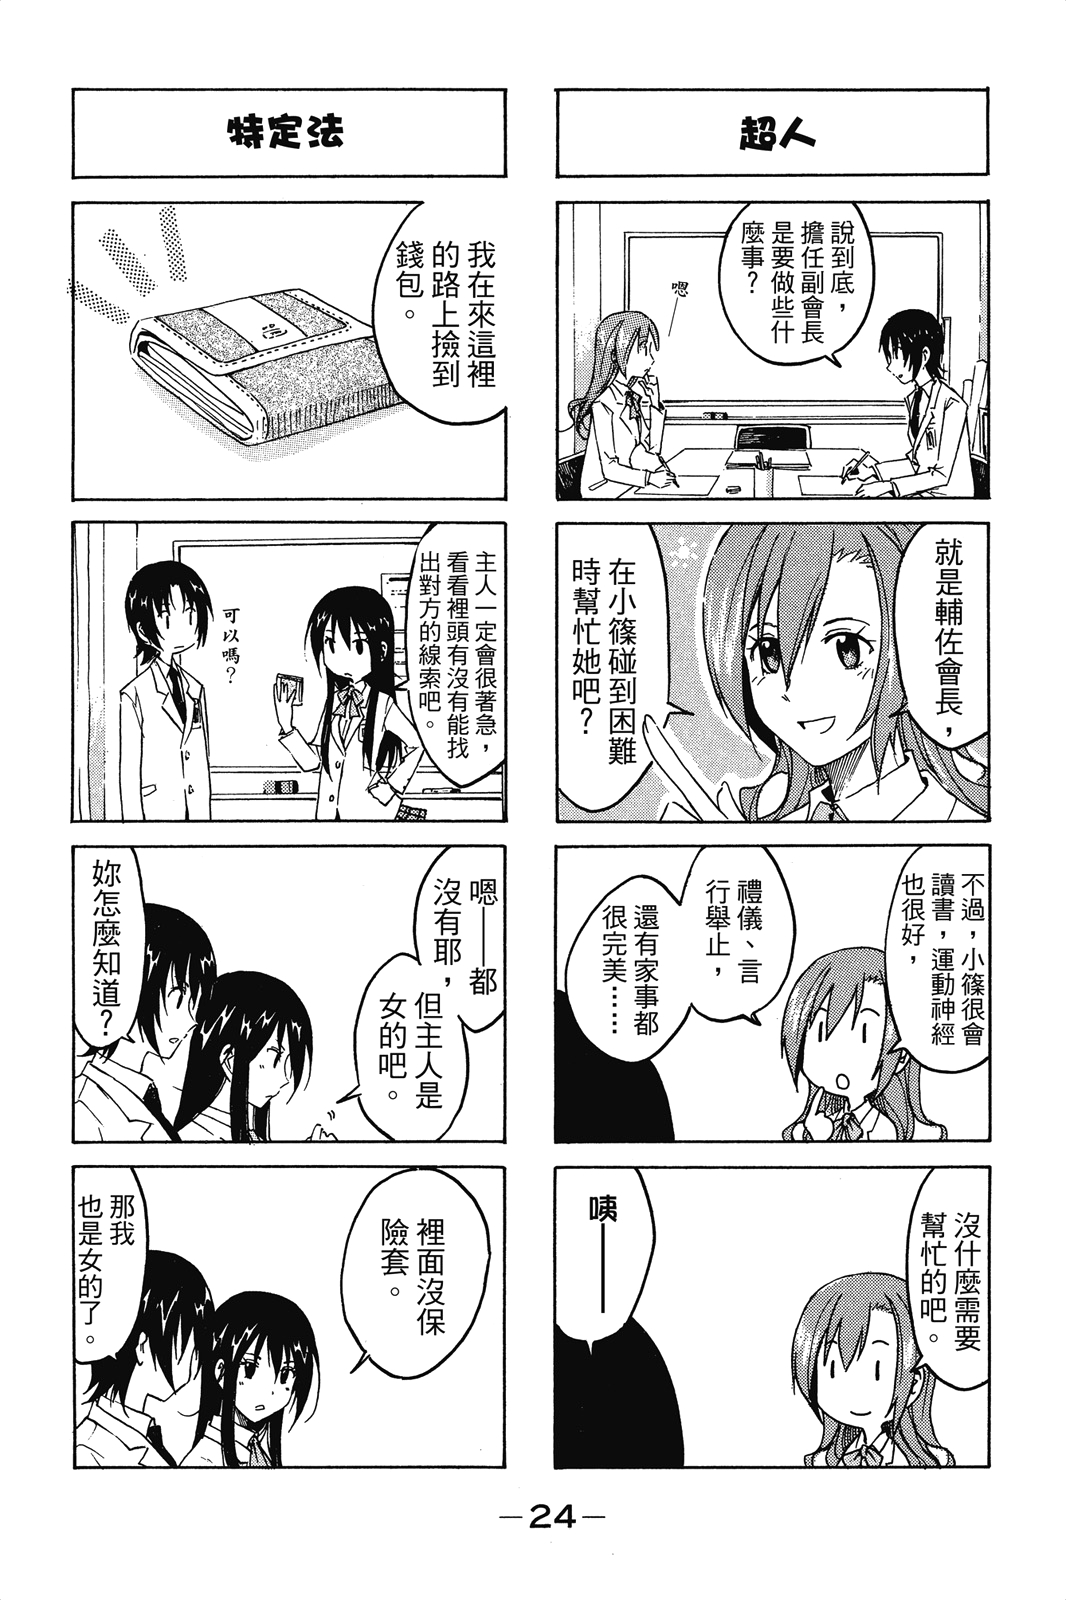 超人
說到底，
擔任副會長
是要做些什
麼事？
嗯
就是輔佐會長，
在小篠碰到困難
時幫忙她吧？
不過，小篠很會
讀書，運動神經
也很好，
禮儀、言
行舉止，
還有家事都
很完美……
沒什麼需要
幫忙的吧。
咦——
特定法
我在來這裡
的路上撿到
錢包。
主人一定會很著急，
看看裡頭有沒有能找
出對方的線索吧。
可以嗎？
嗯——都
沒有耶，
但主人是
女的吧。
妳怎麼知道？
裡面沒保
險套。
那我
也是女的了。
—24—